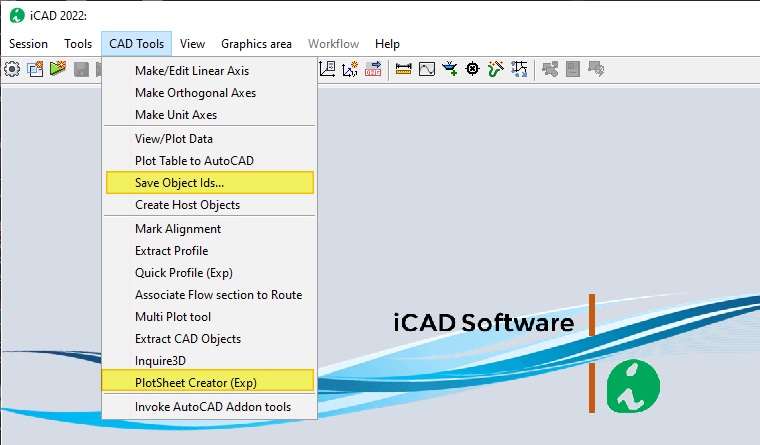 iCAD 2022:
Session Tools CAD Tools View Graphics area Workflow Help
Make/Edit Linear Axis
Make Orthogonal Axes
Make Unit Axes
View/Plot Data
Plot Table to AutoCAD
Save Object Ids...
Create Host Objects
Mark Alignment
Extract Profile
Quick Profile (Exp)
Associate Flow section to Route
Multi Plot tool
Extract CAD Objects
Inquire3D
PlotSheet Creator (Exp)
Invoke AutoCAD Addon tools
iCAD Software